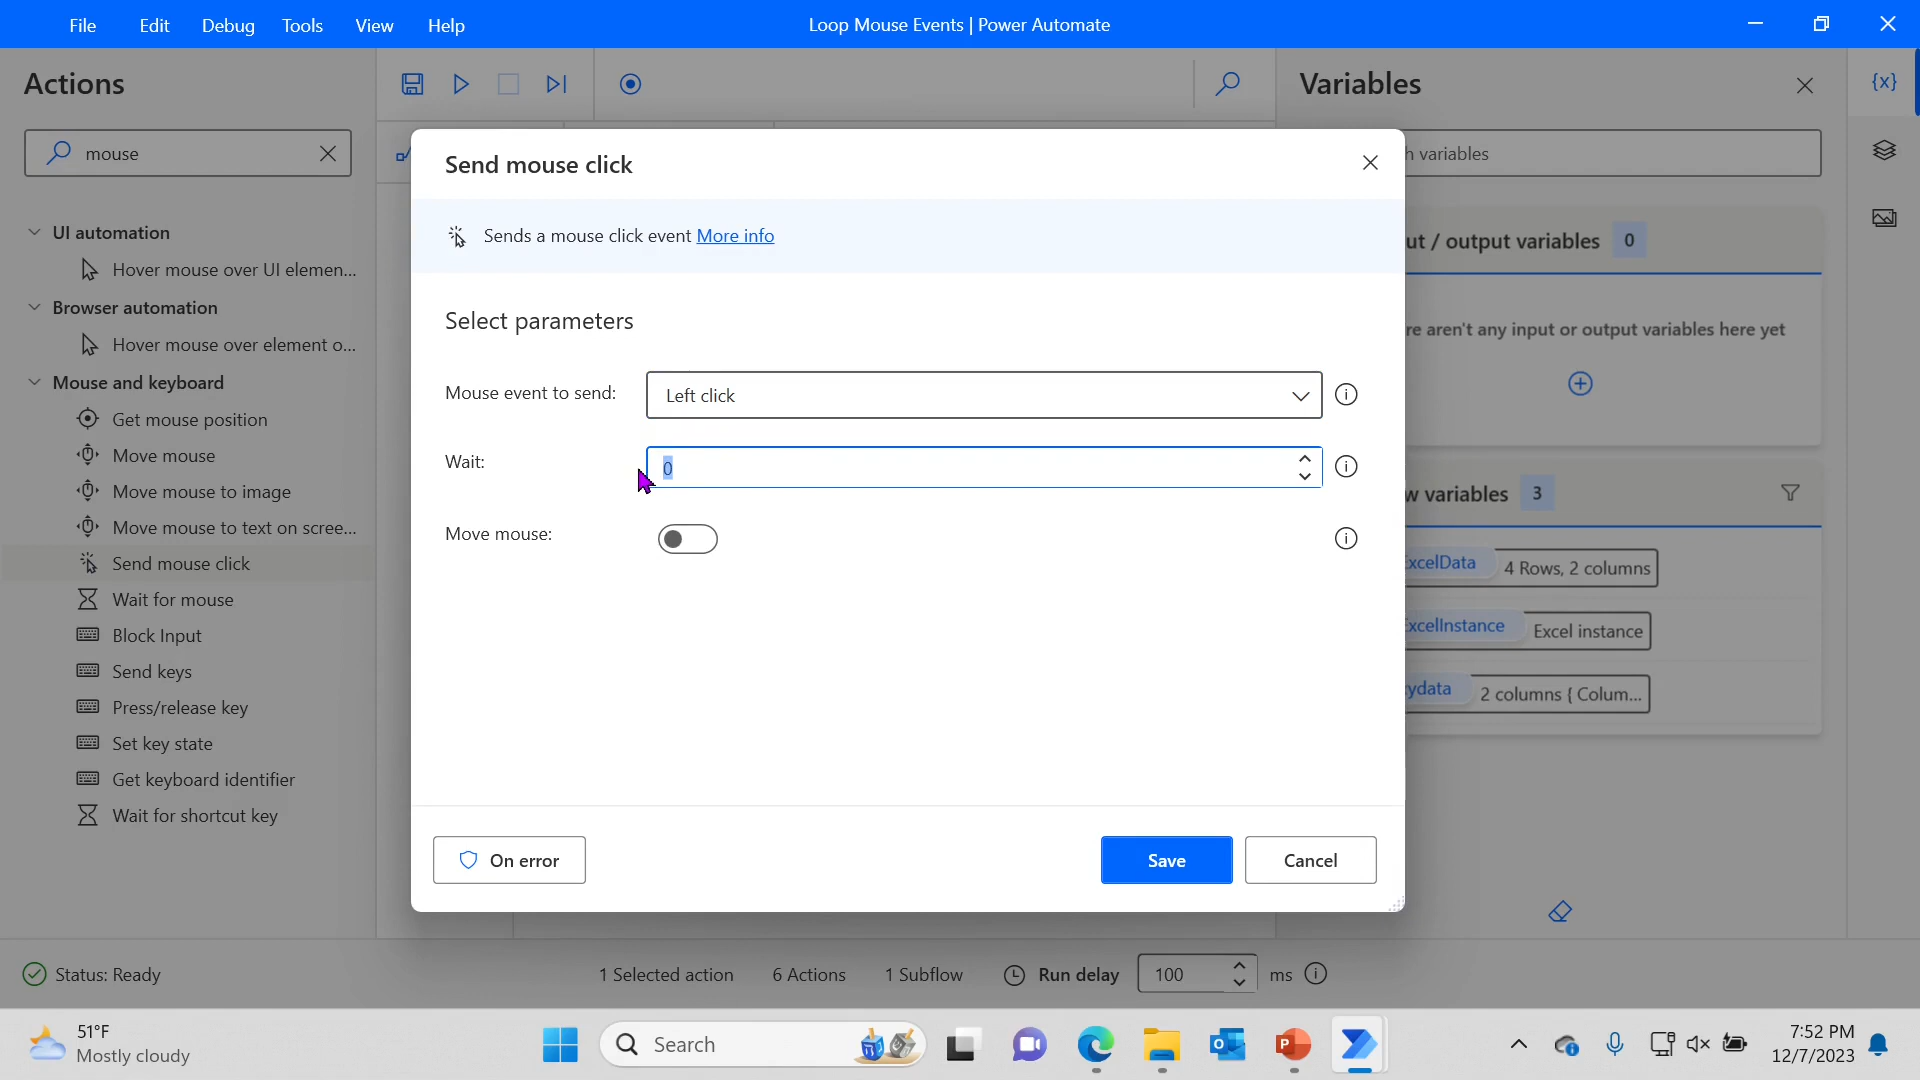 File Edit Debug Tools View Help Loop Mouse Events | Power Automate
Actions
mouse
UI automation
Hover mouse over UI elemen...
Browser automation
Hover mouse over element o...
Mouse and keyboard
Get mouse position
Move mouse
Move mouse to image
Move mouse to text on scree...
Send mouse click
Wait for mouse
Block Input
Send keys
Press/release key
Set key state
Get keyboard identifier
Wait for shortcut key
Send mouse click
Sends a mouse click event More info
Select parameters
Mouse event to send: Left click
Wait: 0
Move mouse:
On error Save Cancel
Variables
{x}
h variables
ut / output variables 0
re aren't any input or output variables here yet
w variables 3
ExcelData 4 Rows, 2 columns
ExcelInstance Excel instance
ydata 2 columns { Colum...
Status: Ready 1 Selected action 6 Actions 1 Subflow Run delay 100 ms
51°F
Mostly cloudy
Search
7:52 PM
12/7/2023